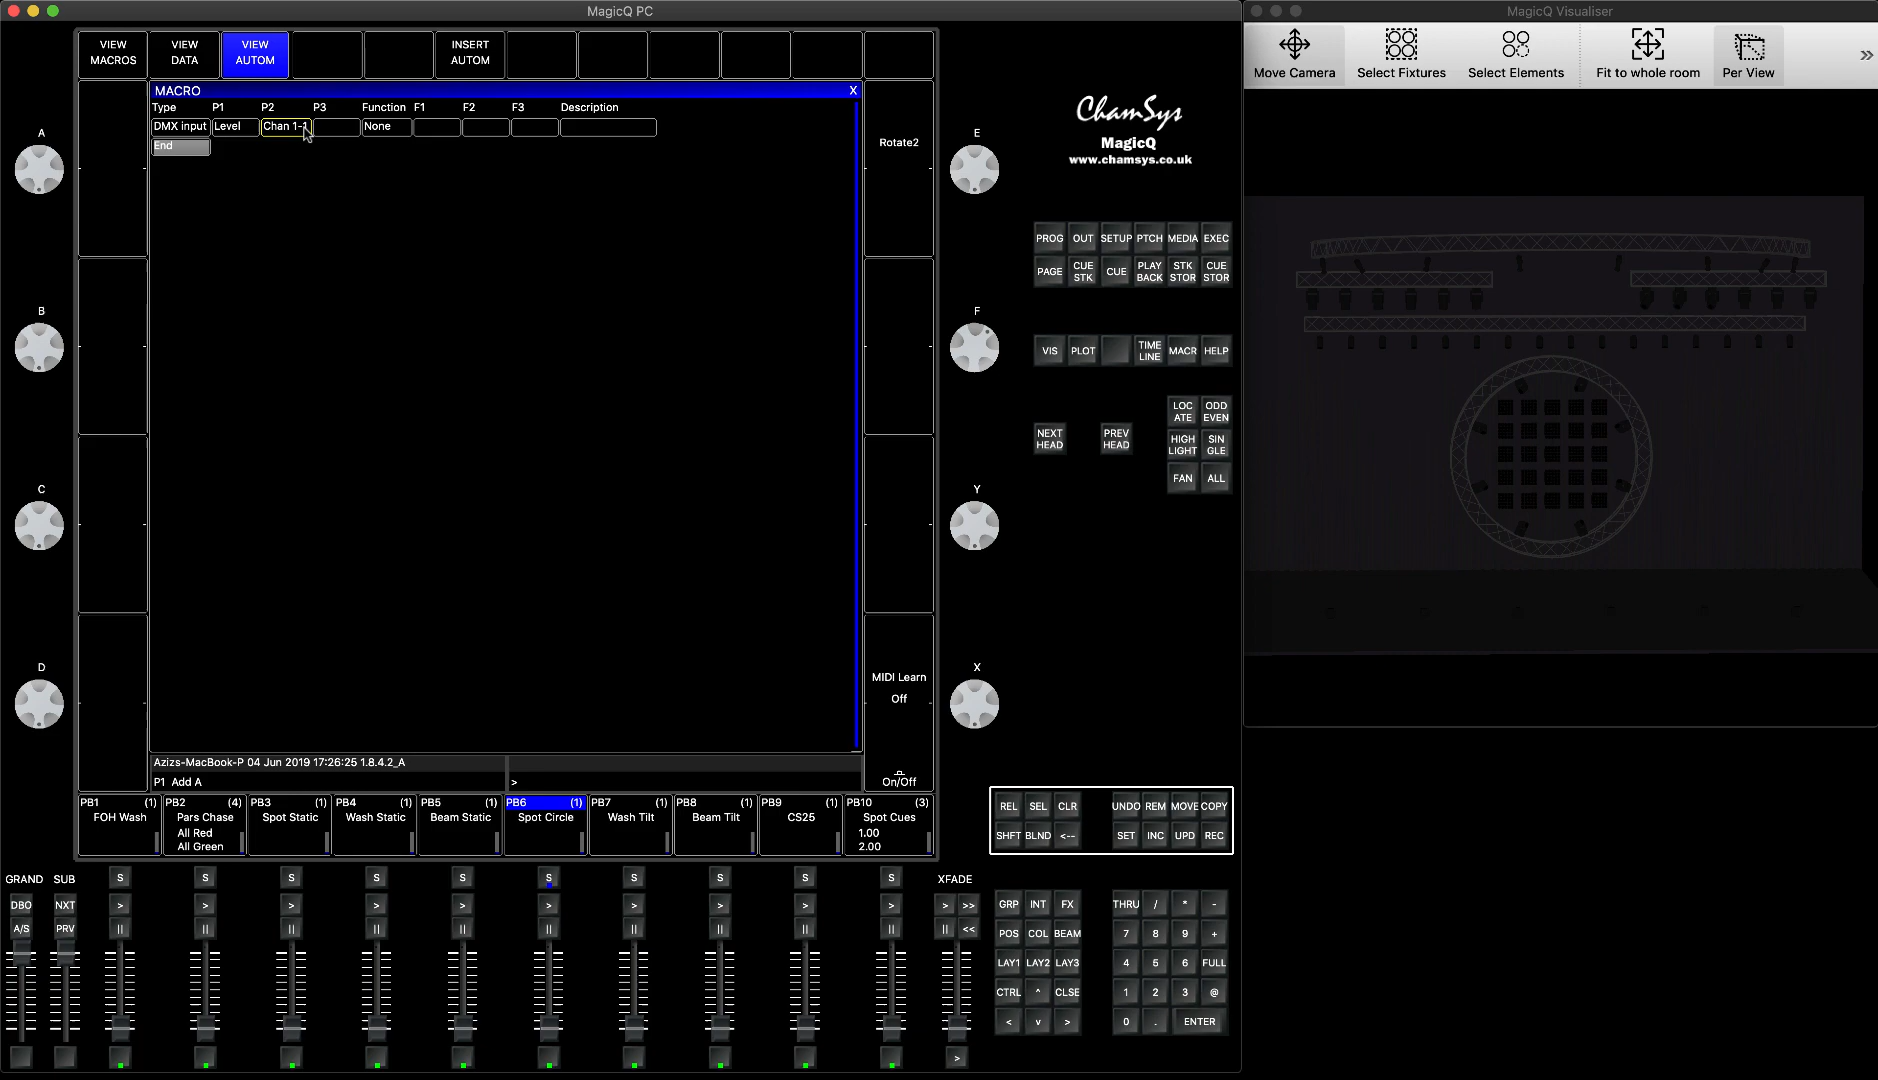 MagicQ PC
MagicQ Visualiser
VIEW MACROS
VIEW DATA
VIEW AUTOM
INSERT AUTOM
Move Camera
Select Fixtures
Select Elements
Fit to whole room
Per View
»
MACRO
X
Type P1 P2 P3 Function F1 F2 F3 Description
DMX input Level Chan 1-1 None
End
Rotate2
MIDI Learn
Off
On/Off
A
B
C
D
E
F
Y
X
ChamSys
MagicQ
www.chamsys.co.uk
PROG OUT SETUP PTCH MEDIA EXEC
PAGE CUE STK CUE PLAY BACK STK STOR CUE STOR
VIS PLOT TIME LINE MACR HELP
LOC ATE ODD EVEN
NEXT HEAD PREV HEAD HIGH LIGHT SIN GLE
FAN ALL
Azizs-MacBook-P 04 Jun 2019 17:26:25 1.8.4.2_A
P1 Add A
>
PB1 (1) PB2 (4) PB3 (1) PB4 (1) PB5 (1) PB6 (1) PB7 (1) PB8 (1) PB9 (1) PB10 (3)
FOH Wash Pars Chase Spot Static Wash Static Beam Static Spot Circle Wash Tilt Beam Tilt CS25 Spot Cues
All Red 1.00
All Green 2.00
REL SEL CLR UNDO REM MOVE COPY
SHFT BLND <-- SET INC UPD REC
GRAND SUB S S S S S S S S S S XFADE
DBO NXT > > > > > > > > > > > >>
A/S PRV || || || || || || || || || || || <<
>
GRP INT FX THRU / * -
POS COL BEAM 7 8 9 +
LAY1 LAY2 LAY3 4 5 6 FULL
CTRL ^ CLSE 1 2 3 @
< v > 0 . ENTER